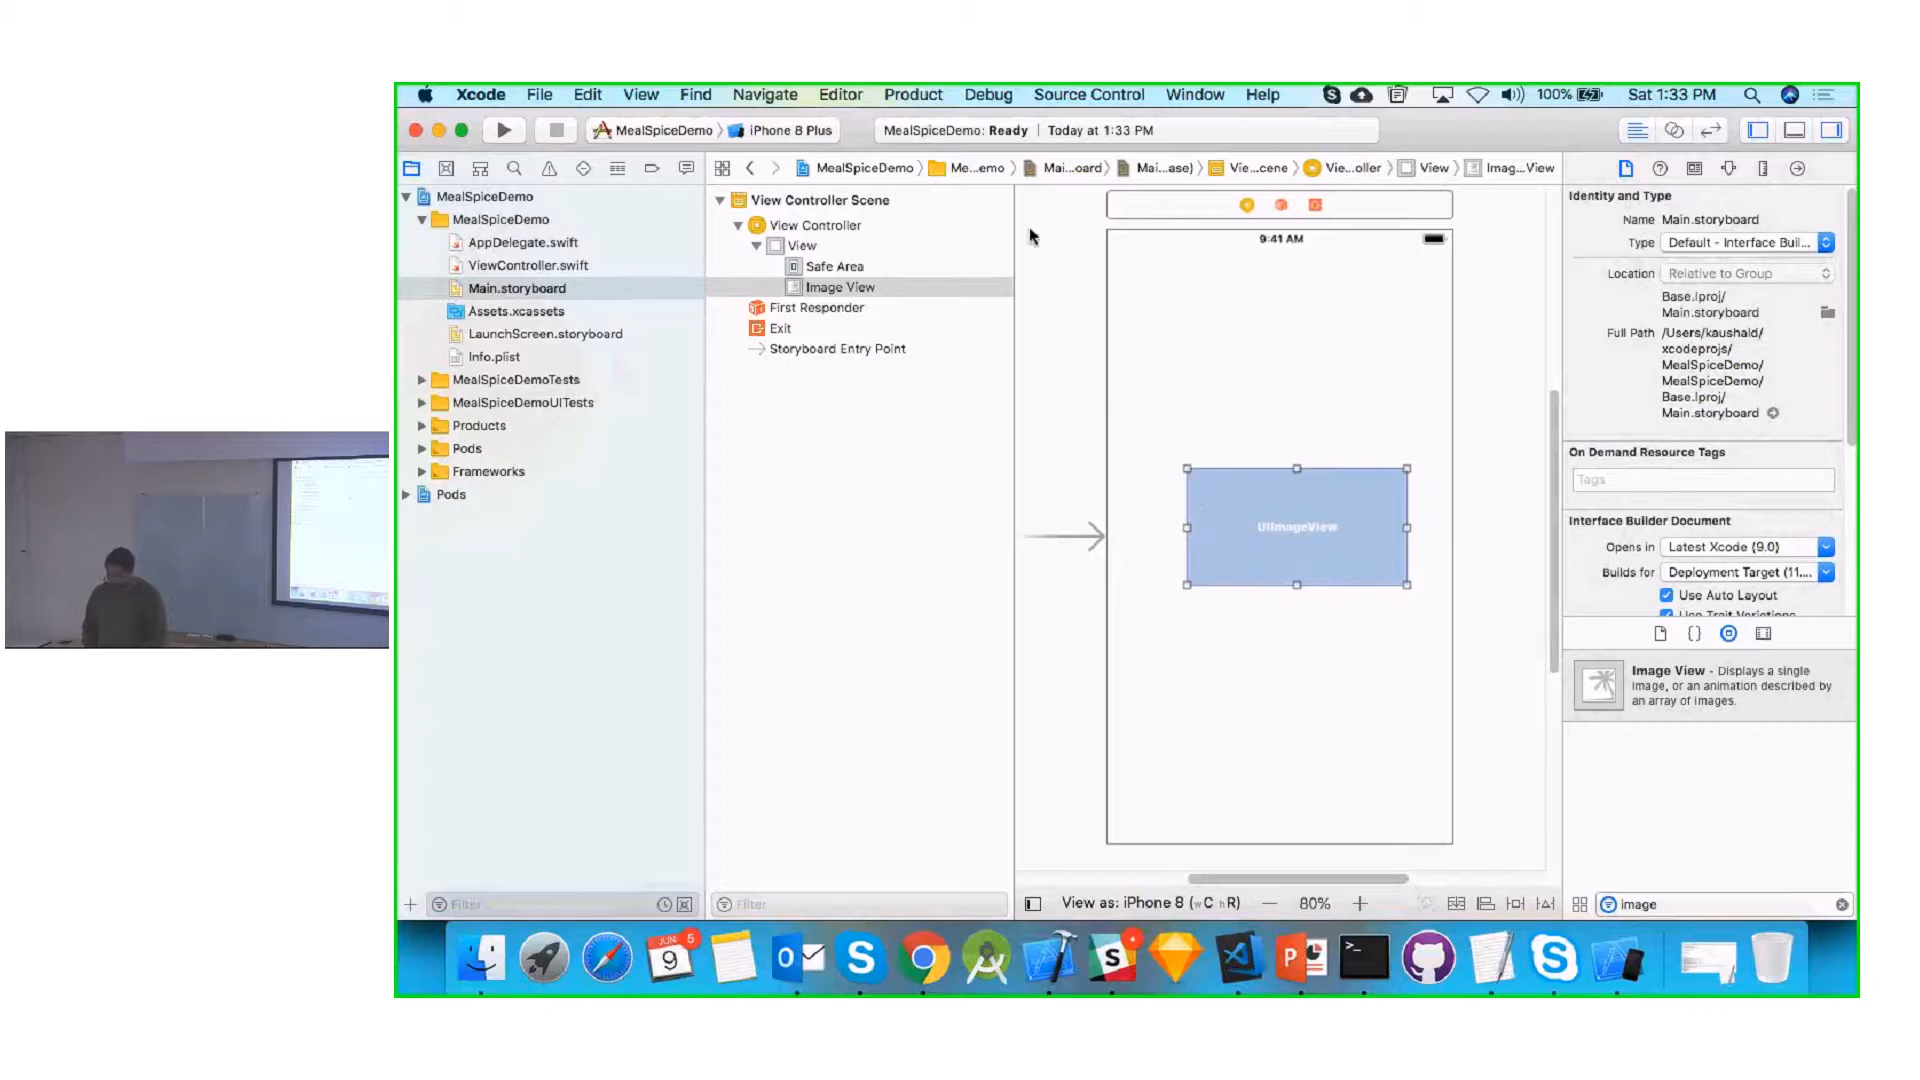 Xcode File Edit View Find Navigate Editor Product Debug Source Control Window Help 100% Sat 1:33 PM
MealSpiceDemo iPhone 8 Plus MealSpiceDemo: Ready Today at 1:33 PM
MealSpiceDemo Me...emo Mai...oard Mai...ase) Vie...cene Vie...oller View Imag...View
MealSpiceDemo
MealSpiceDemo
AppDelegate.swift
ViewController.swift
Main.storyboard
Assets.xcassets
LaunchScreen.storyboard
Info.plist
MealSpiceDemoTests
MealSpiceDemoUITests
Products
Pods
Frameworks
Pods
Filter
View Controller Scene
View Controller
View
Safe Area
Image View
First Responder
Exit
Storyboard Entry Point
Filter
9:41 AM
UIImageView
View as: iPhone 8 (wC hR) — 80% +
Identity and Type
Name Main.storyboard
Type Default - Interface Buil...
Location Relative to Group
Base.lproj/
Main.storyboard
Full Path /Users/kaushald/
xcodeprojs/
MealSpiceDemo/
MealSpiceDemo/
Base.lproj/
Main.storyboard
On Demand Resource Tags
Tags
Interface Builder Document
Opens in Latest Xcode (9.0)
Builds for Deployment Target (11....
Use Auto Layout
Use Trait Variations
Image View - Displays a single
image, or an animation described by
an array of images.
image
JUN 5
9